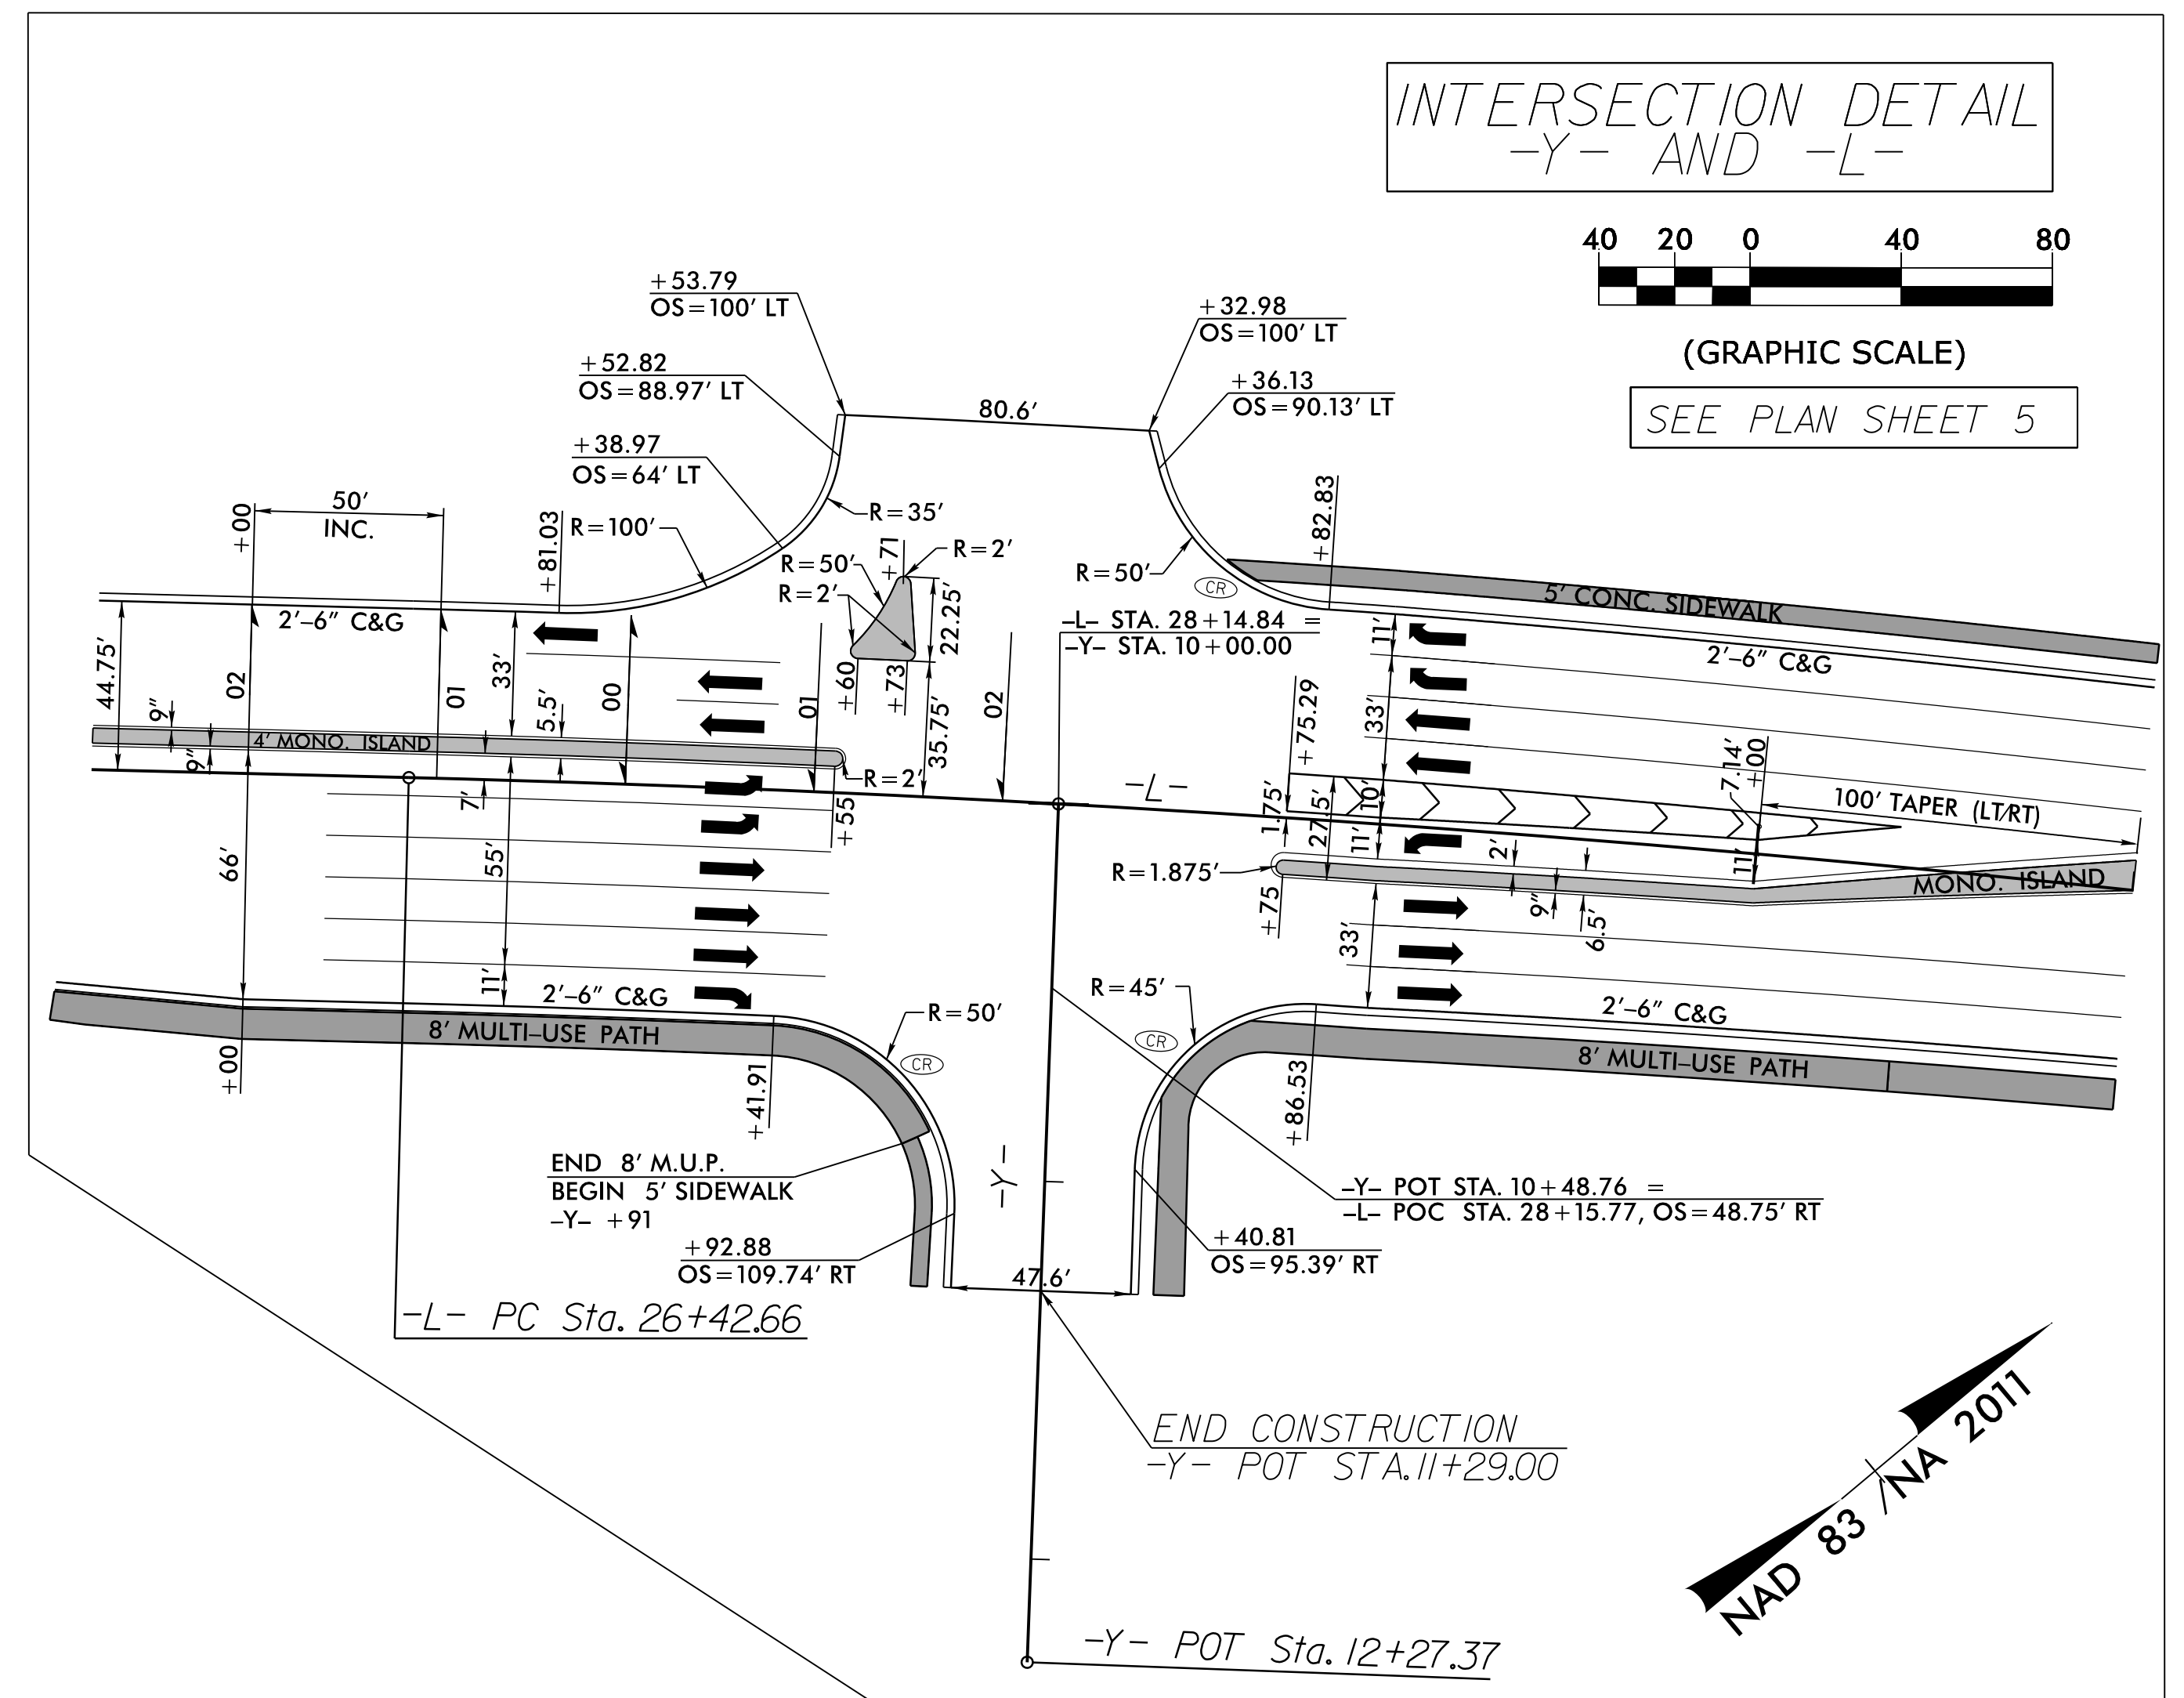 INTERSECTION DETAIL
-Y- AND -L-
40 20 0 40 80
(GRAPHIC SCALE)
SEE PLAN SHEET 5
+53.79
OS=100' LT
+32.98
OS=100' LT
+52.82
OS=88.97' LT
+36.13
OS=90.13' LT
80.6'
+38.97
OS=64' LT
+00
50'
INC.
+81.03
R=100'
R=35'
+71
R=2'
R=50'
R=2'
R=50'
CR
+82.83
5' CONC. SIDEWALK
2'-6" C&G
-L- STA. 28+14.84 =
-Y- STA. 10+00.00
11'
2'-6" C&G
44.75'
9"
02
01
33'
5.5'
00
01
+60
+73
22.25'
35.75'
02
+75.29
33'
7.14'
+00
4' MONO. ISLAND
9"
R=2'
-L-
7'
+55
1.75'
27.5'
10'
11'
100' TAPER (LT/RT)
2'
11'
R=1.875'
MONO. ISLAND
66'
55'
+75
9"
6.5'
33'
11'
2'-6" C&G
R=50'
R=45'
2'-6" C&G
8' MULTI-USE PATH
CR
CR
8' MULTI-USE PATH
+00
+41.91
+86.53
END 8' M.U.P.
BEGIN 5' SIDEWALK
-Y- +91
-Y-
-Y- POT STA. 10+48.76 =
-L- POC STA. 28+15.77, OS=48.75' RT
+92.88
OS=109.74' RT
+40.81
OS=95.39' RT
47.6'
-L- PC Sta. 26+42.66
END CONSTRUCTION
-Y- POT STA.11+29.00
NAD 83 /NA 2011
-Y- POT Sta. 12+27.37